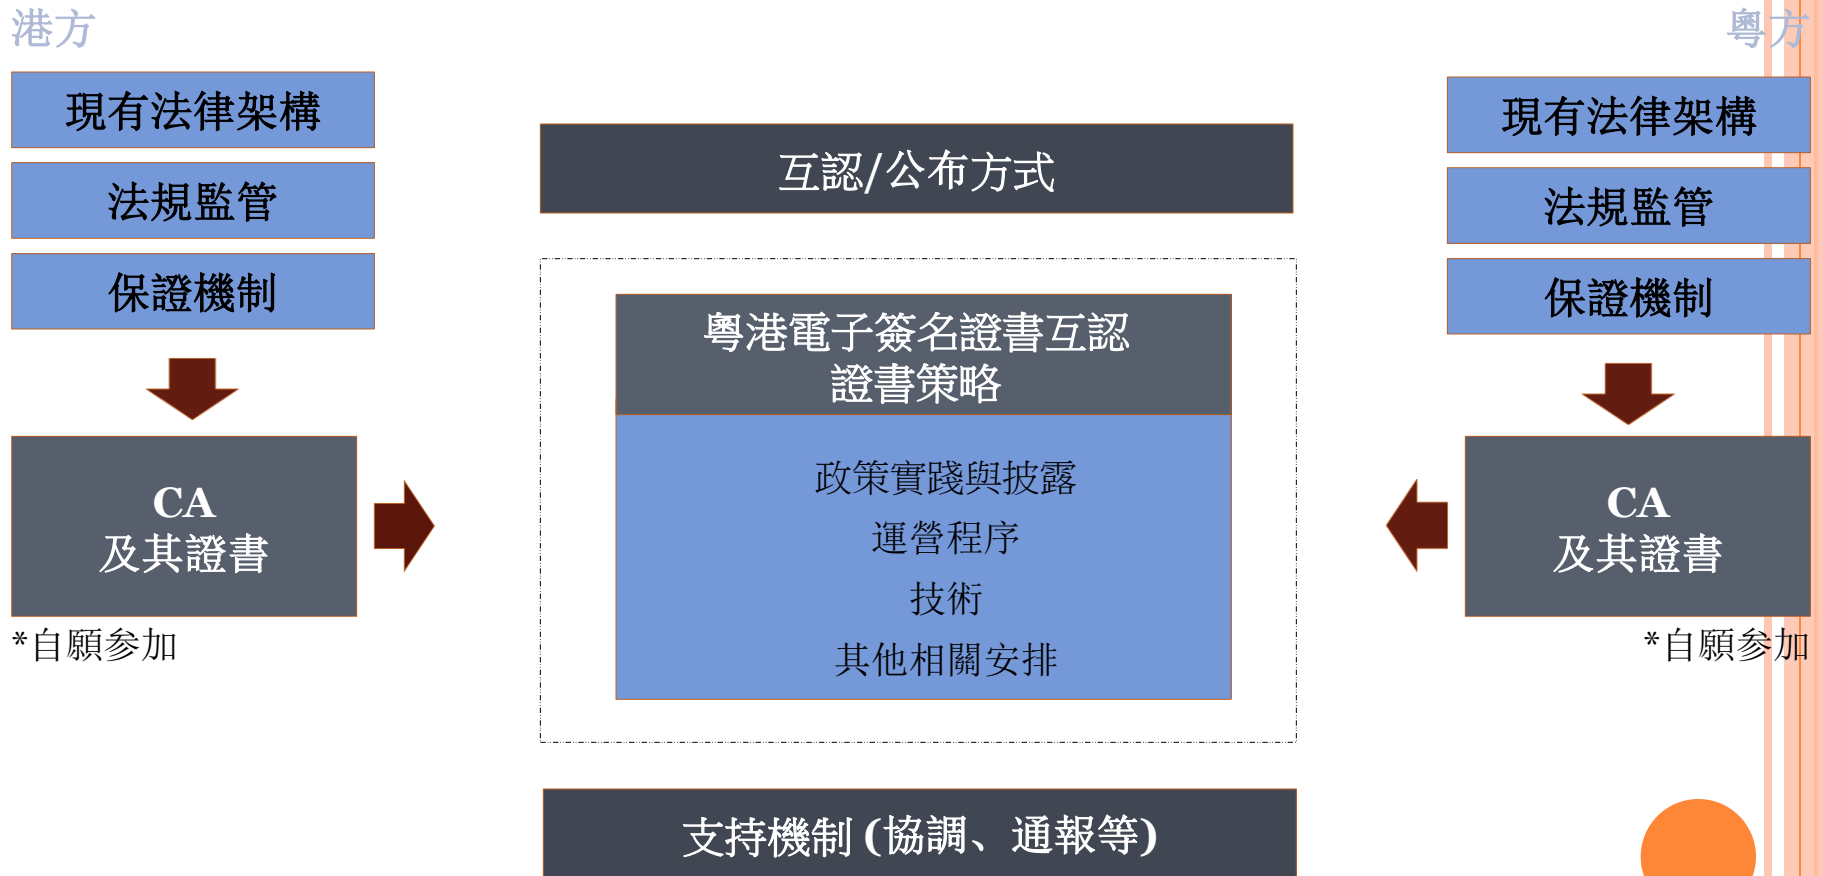 港方
粵方
現有法律架構
法規監管
保證機制
CA
及其證書
*自願参加
互認/公布方式
粵港電子簽名證書互認
證書策略
政策實踐與披露
運營程序
技術
其他相關安排
支持機制 (協調、通報等)
現有法律架構
法規監管
保證機制
CA
及其證書
*自願参加